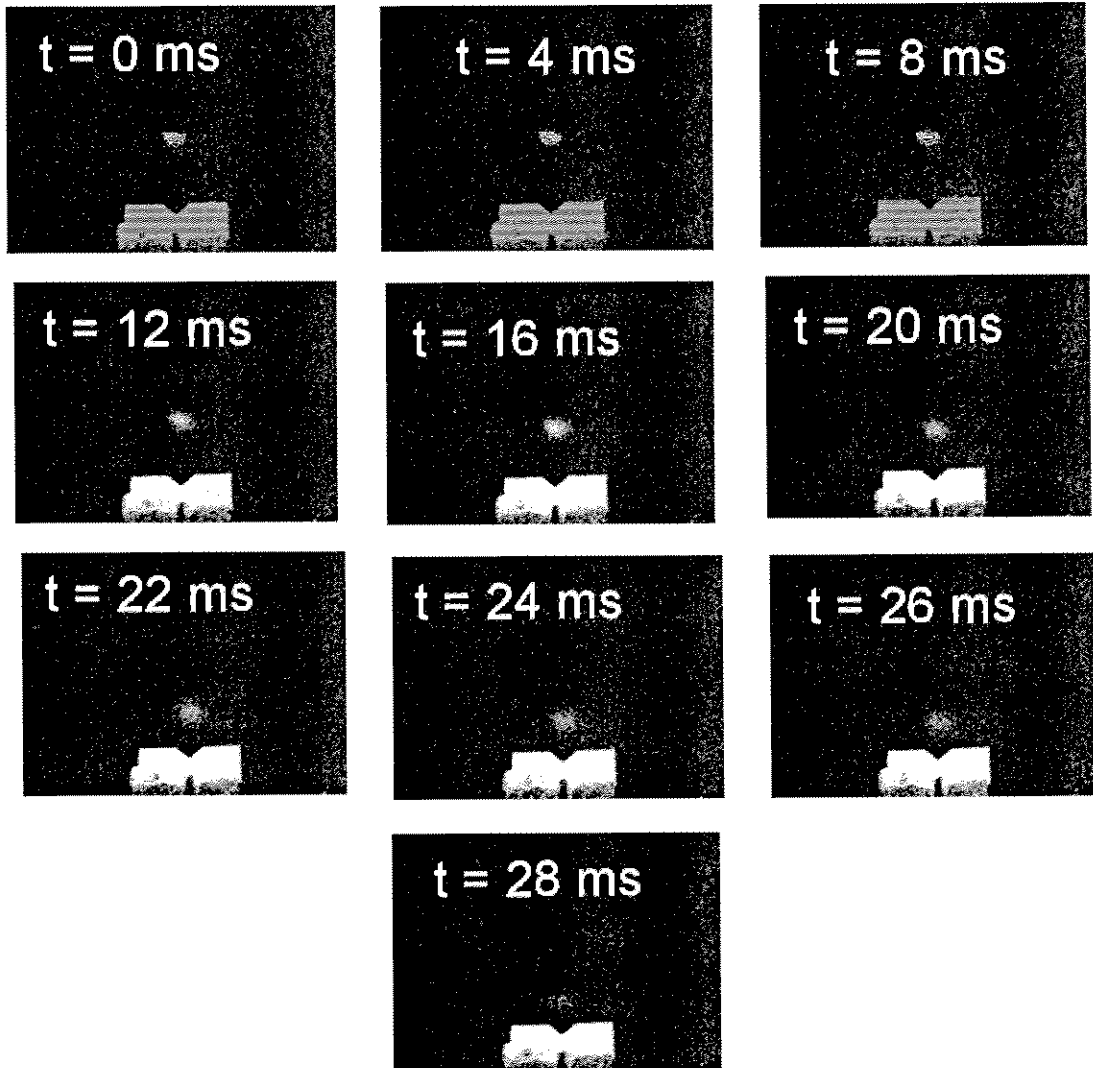 t = 0 ms
t = 4 ms
t = 8 ms
t = 12 ms
t = 16 ms
t = 20 ms
t = 22 ms
t = 24 ms
t = 26 ms
t = 28 ms